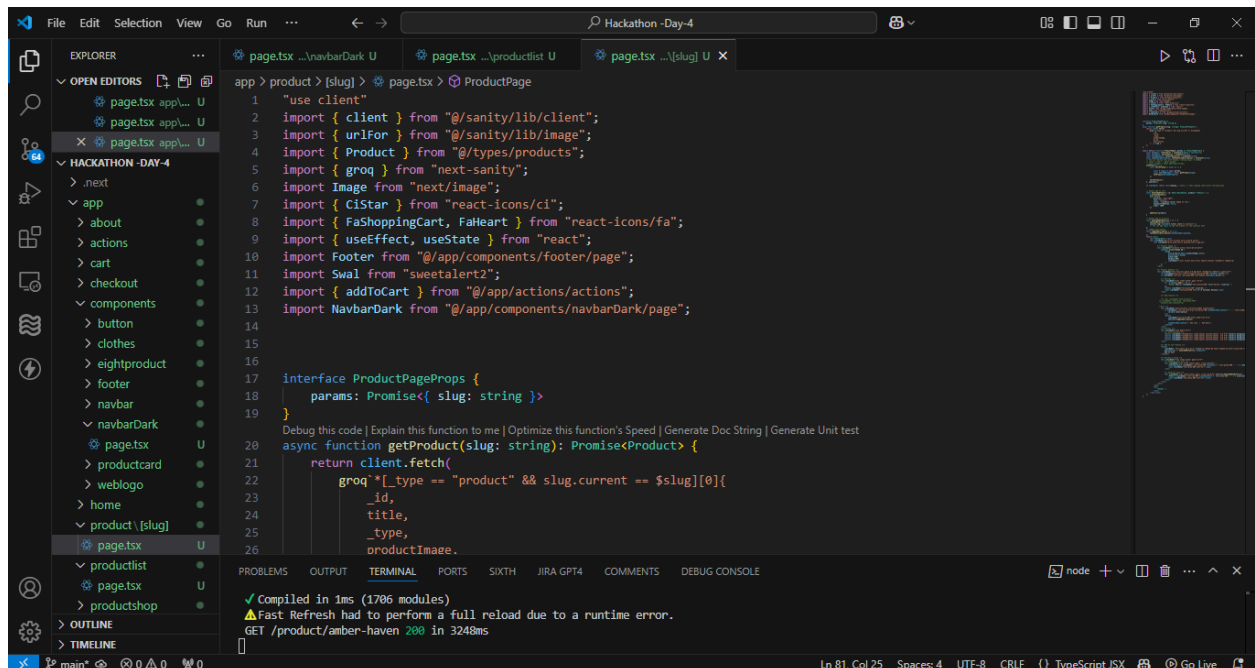 File Edit Selection View Go Run ··· Hackathon -Day-4
EXPLORER ···
OPEN EDITORS
page.tsx app\... U
page.tsx app\... U
page.tsx app\... U
64
HACKATHON -DAY-4
.next
app
about
actions
cart
checkout
components
button
clothes
eightproduct
footer
navbar
navbarDark
page.tsx U
productcard
weblogo
home
product\[slug]
page.tsx U
productlist
page.tsx U
productshop
OUTLINE
TIMELINE
page.tsx ...\navbarDark U page.tsx ...\productlist U page.tsx ...\[slug] U
app > product > [slug] > page.tsx > ProductPage
1 "use client"
2 import { client } from "@/sanity/lib/client";
3 import { urlFor } from "@/sanity/lib/image";
4 import { Product } from "@/types/products";
5 import { groq } from "next-sanity";
6 import Image from "next/image";
7 import { CiStar } from "react-icons/ci";
8 import { FaShoppingCart, FaHeart } from "react-icons/fa";
9 import { useEffect, useState } from "react";
10 import Footer from "@/app/components/footer/page";
11 import Swal from "sweetalert2";
12 import { addToCart } from "@/app/actions/actions";
13 import NavbarDark from "@/app/components/navbarDark/page";
14
15
16
17 interface ProductPageProps {
18 params: Promise<{ slug: string }>
19 }
Debug this code | Explain this function to me | Optimize this function's Speed | Generate Doc String | Generate Unit test
20 async function getProduct(slug: string): Promise<Product> {
21 return client.fetch(
22 groq`*[_type == "product" && slug.current == $slug][0]{
23 _id,
24 title,
25 _type,
26 productImage,
PROBLEMS OUTPUT TERMINAL PORTS SIXTH JIRA GPT4 COMMENTS DEBUG CONSOLE node
✓ Compiled in 1ms (1706 modules)
⚠ Fast Refresh had to perform a full reload due to a runtime error.
GET /product/amber-haven 200 in 3248ms
main* 0 0 0 Ln 81, Col 25 Spaces: 4 UTF-8 CRLF {} TypeScript JSX Go Live